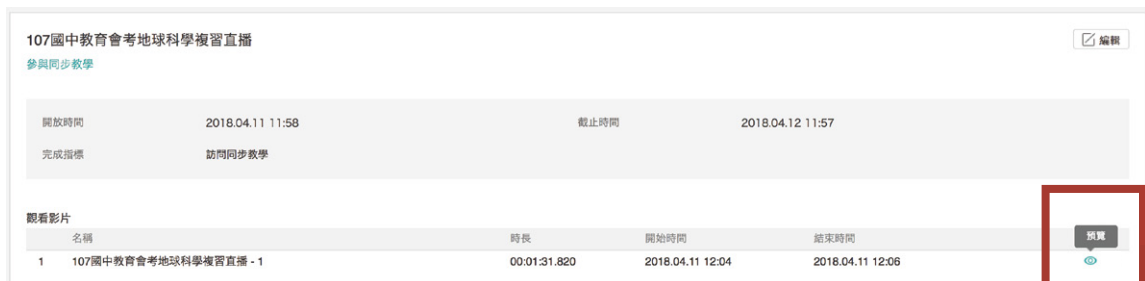 107國中教育會考地球科學複習直播 編輯
參與同步教學
開放時間 2018.04.11 11:58 截止時間 2018.04.12 11:57
完成指標 訪問同步教學
觀看影片
名稱 時長 開始時間 結束時間 預覽
1 107國中教育會考地球科學複習直播 - 1 00:01:31.820 2018.04.11 12:04 2018.04.11 12:06